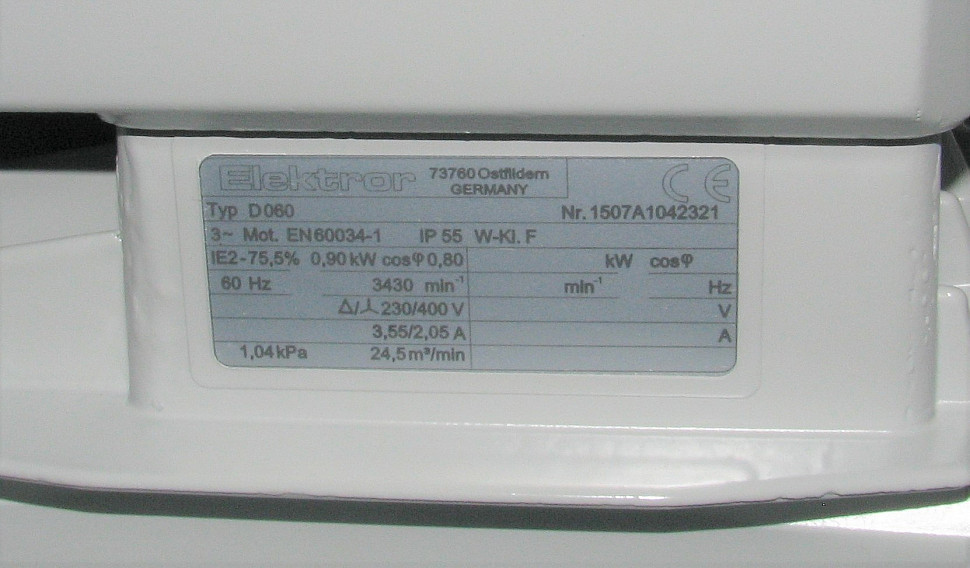 Elektror 73760 Ostfildern GERMANY CE
Typ D060 Nr. 1507A1042321
3~ Mot. EN60034-1 IP 55 W-Kl. F
IE2-75,5% 0,90 kW cosφ 0,80 kW cosφ
60 Hz 3430 min⁻¹ min⁻¹ Hz
△/⅄ 230/400 V V
3,55/2,05 A A
1,04 kPa 24,5 m³/min